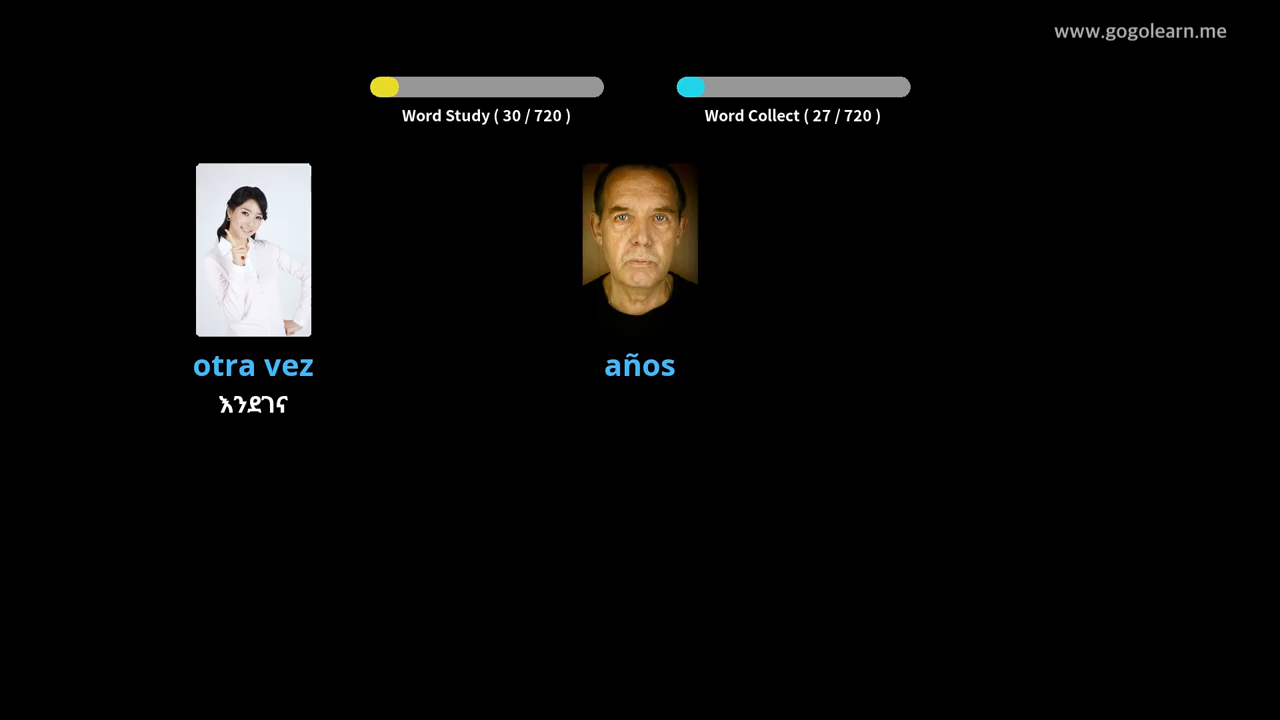 www.gogolearn.me
Word Study ( 30 / 720 )
Word Collect ( 27 / 720 )
otra vez
años
እንደገና